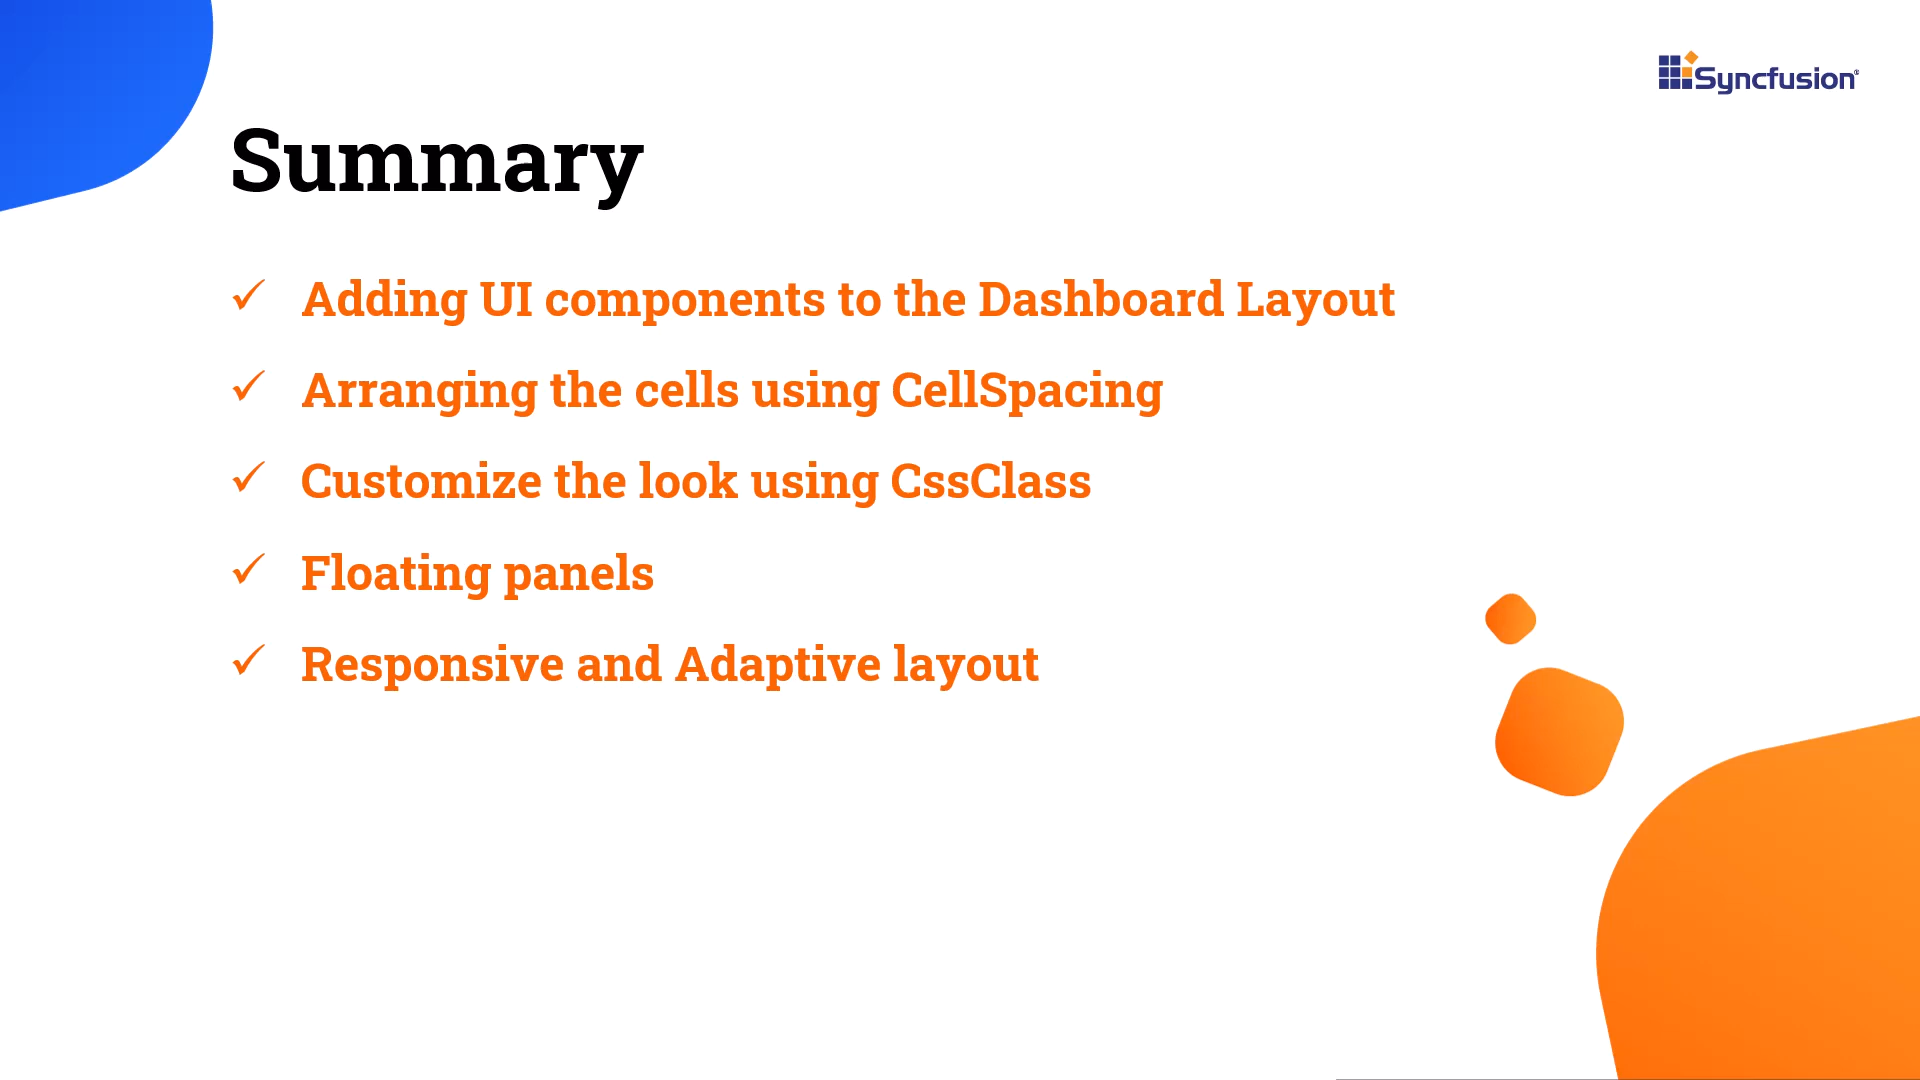 Syncfusion®
Summary
✓ Adding UI components to the Dashboard Layout
✓ Arranging the cells using CellSpacing
✓ Customize the look using CssClass
✓ Floating panels
✓ Responsive and Adaptive layout